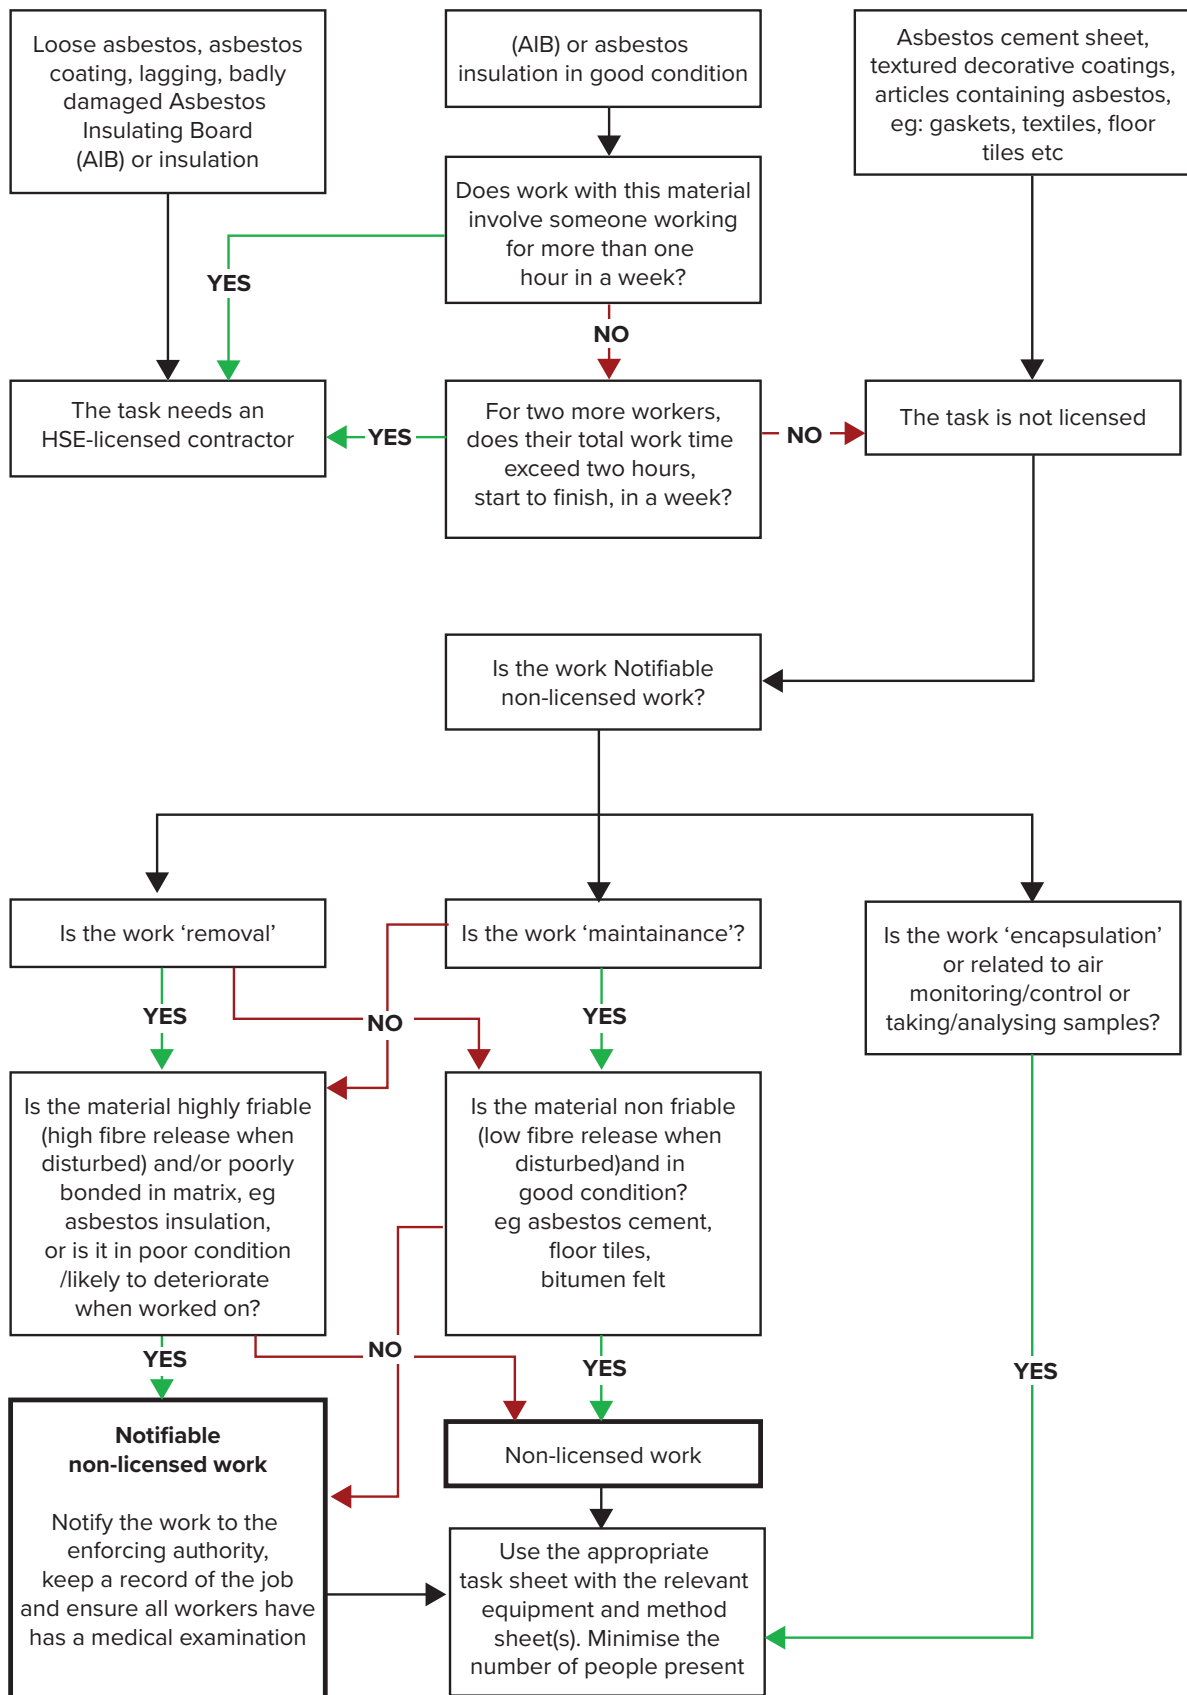 Loose asbestos, asbestos
coating, lagging, badly
damaged Asbestos
Insulating Board
(AIB) or insulation
(AIB) or asbestos
insulation in good condition
Asbestos cement sheet,
textured decorative coatings,
articles containing asbestos,
eg: gaskets, textiles, floor
tiles etc
Does work with this material
involve someone working
for more than one
hour in a week?
YES
NO
The task needs an
HSE-licensed contractor
YES
For two more workers,
does their total work time
exceed two hours,
start to finish, in a week?
NO
The task is not licensed
Is the work Notifiable
non-licensed work?
Is the work ‘removal’
Is the work ‘maintainance’?
Is the work ‘encapsulation’
or related to air
monitoring/control or
taking/analysing samples?
YES
NO
YES
Is the material highly friable
(high fibre release when
disturbed) and/or poorly
bonded in matrix, eg
asbestos insulation,
or is it in poor condition
/likely to deteriorate
when worked on?
Is the material non friable
(low fibre release when
disturbed)and in
good condition?
eg asbestos cement,
floor tiles,
bitumen felt
YES
NO
YES
YES
Notifiable
non-licensed work
Notify the work to the
enforcing authority,
keep a record of the job
and ensure all workers have
has a medical examination
Non-licensed work
Use the appropriate
task sheet with the relevant
equipment and method
sheet(s). Minimise the
number of people present